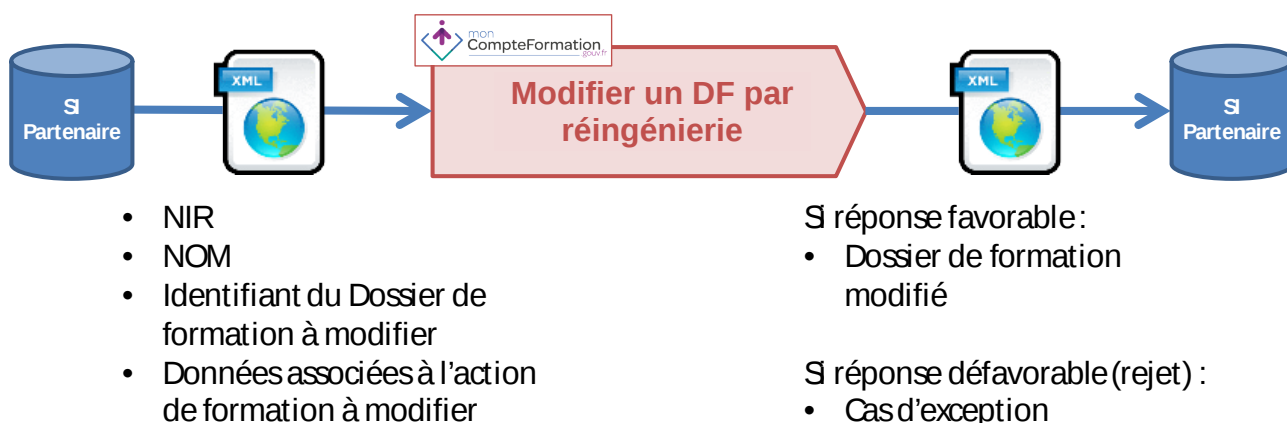 mon
CompteFormation
.gouv.fr
SI
Partenaire
XML
Modifier un DF par
réingénierie
XML
SI
Partenaire
• NIR
• NOM
• Identifiant du Dossier de
formation à modifier
• Données associées à l'action
de formation à modifier
Si réponse favorable :
• Dossier de formation
modifié
Si réponse défavorable (rejet) :
• Cas d'exception